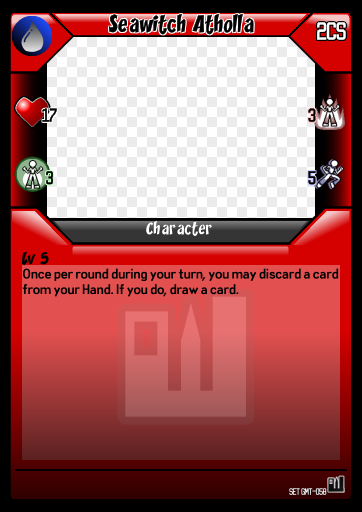 Seawitch Atholla
2CS
17
3
3
5
Character
Lv 5
Once per round during your turn, you may discard a card
from your Hand. If you do, draw a card.
SET GMT-058